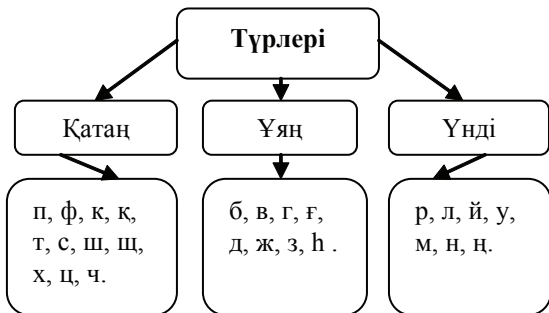 Түрлері
Қатаң
Ұяң
Үнді
п, ф, к, қ,
т, с, ш, щ,
х, ц, ч.
б, в, г, ғ,
д, ж, з, һ .
р, л, й, у,
м, н, ң.